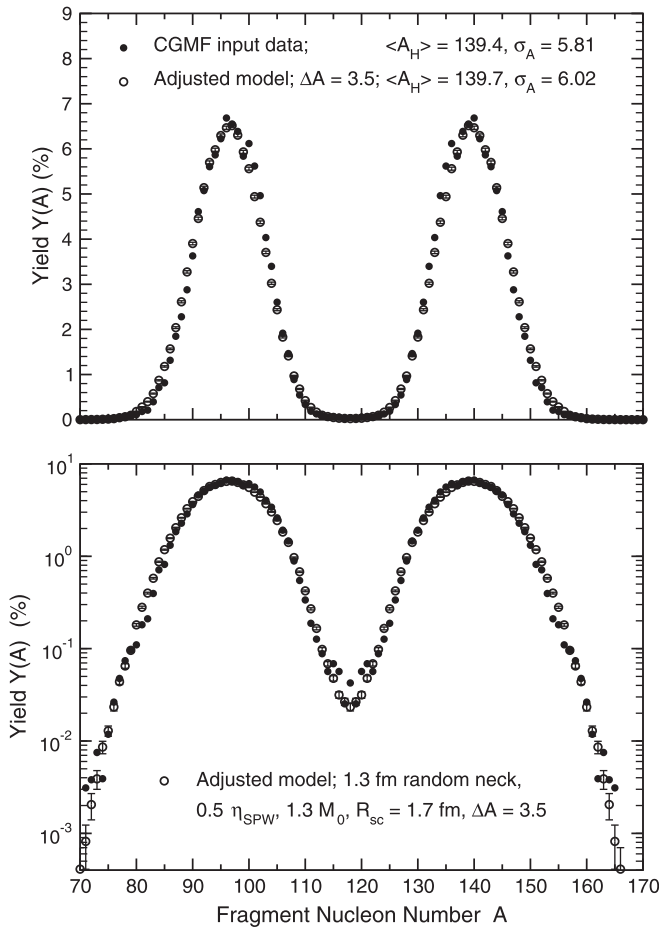 9
CGMF input data; <A_H> = 139.4, σ_A = 5.81
8
Adjusted model; ΔA = 3.5; <A_H> = 139.7, σ_A = 6.02
7
6
5
4
3
2
1
0
Yield Y(A) (%)
10^1
10^0
10^-1
10^-2
10^-3
Yield Y(A) (%)
Adjusted model; 1.3 fm random neck,
0.5 η_SPW, 1.3 M_0, R_sc = 1.7 fm, ΔA = 3.5
70 80 90 100 110 120 130 140 150 160 170
Fragment Nucleon Number A